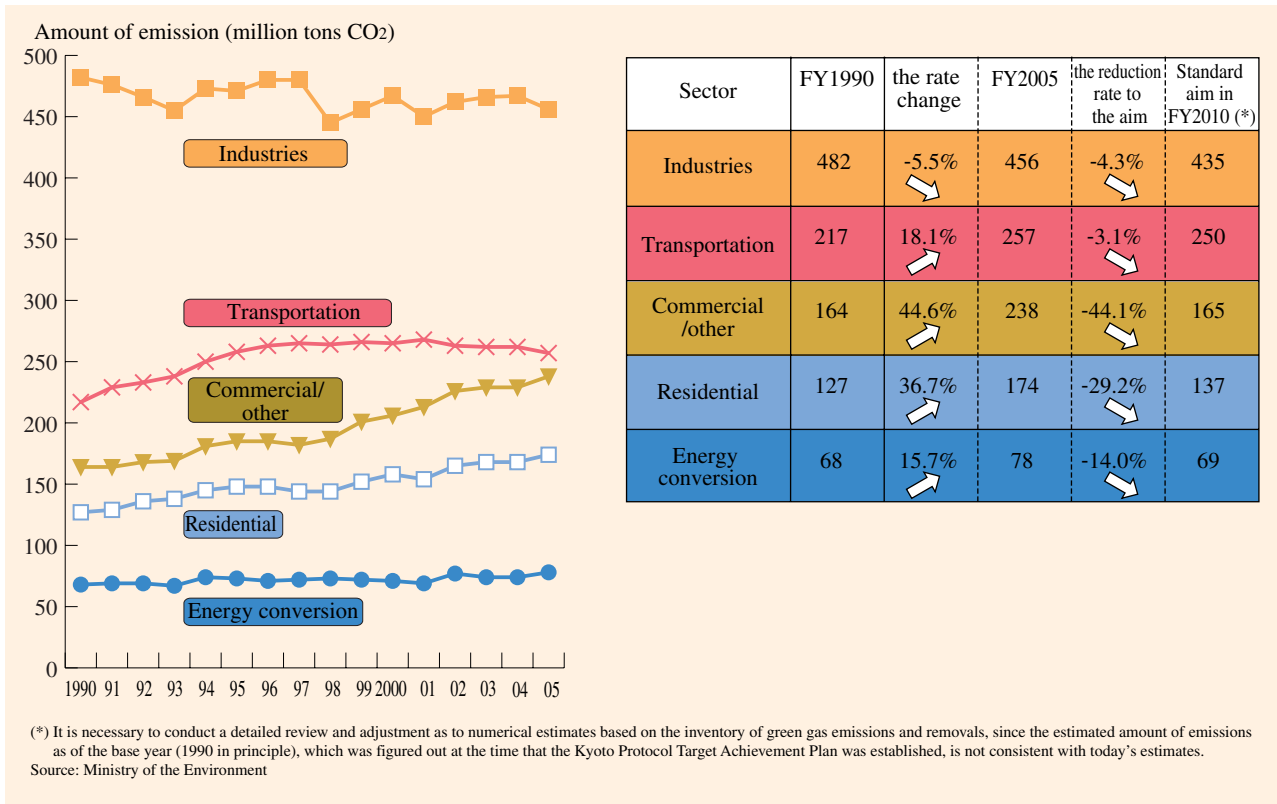 Amount of emission (million tons CO2)
500
450
400
350
300
250
200
150
100
50
0
Industries
Transportation
Commercial/
other
Residential
Energy conversion
1990 91 92 93 94 95 96 97 98 99 2000 01 02 03 04 05
Sector
FY1990
the rate
change
FY2005
the reduction
rate to
the aim
Standard
aim in
FY2010 (*)
Industries 482 -5.5% 456 -4.3% 435
Transportation 217 18.1% 257 -3.1% 250
Commercial
/other
164 44.6% 238 -44.1% 165
Residential 127 36.7% 174 -29.2% 137
Energy
conversion
68 15.7% 78 -14.0% 69
(*) It is necessary to conduct a detailed review and adjustment as to numerical estimates based on the inventory of green gas emissions and removals, since the estimated amount of emissions
as of the base year (1990 in principle), which was figured out at the time that the Kyoto Protocol Target Achievement Plan was established, is not consistent with today's estimates.
Source: Ministry of the Environment